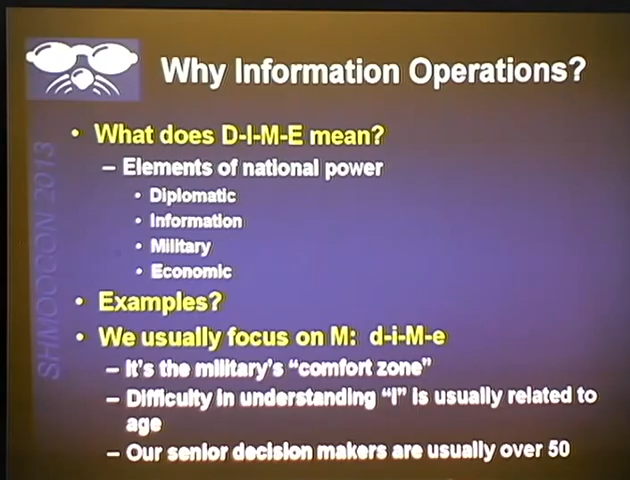 Why Information Operations?
• What does D-I-M-E mean?
– Elements of national power
• Diplomatic
• Information
• Military
• Economic
• Examples?
• We usually focus on M: d-i-M-e
– It's the military's "comfort zone"
– Difficulty in understanding "I" is usually related to
age
– Our senior decision makers are usually over 50
SHMOOCON 2013